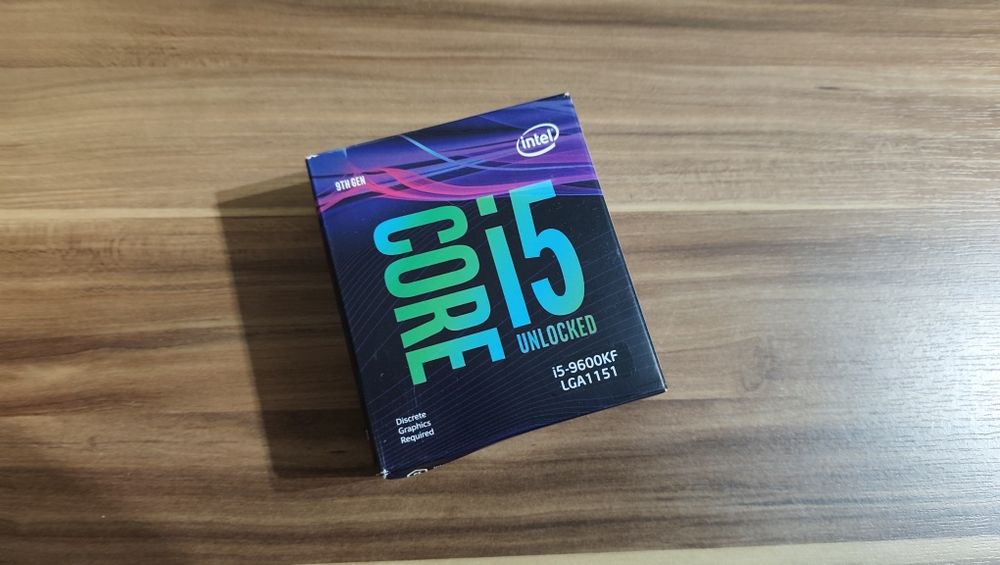 intel
9TH GEN
CORE
i5
UNLOCKED
i5-9600KF
LGA1151
Discrete
Graphics
Required